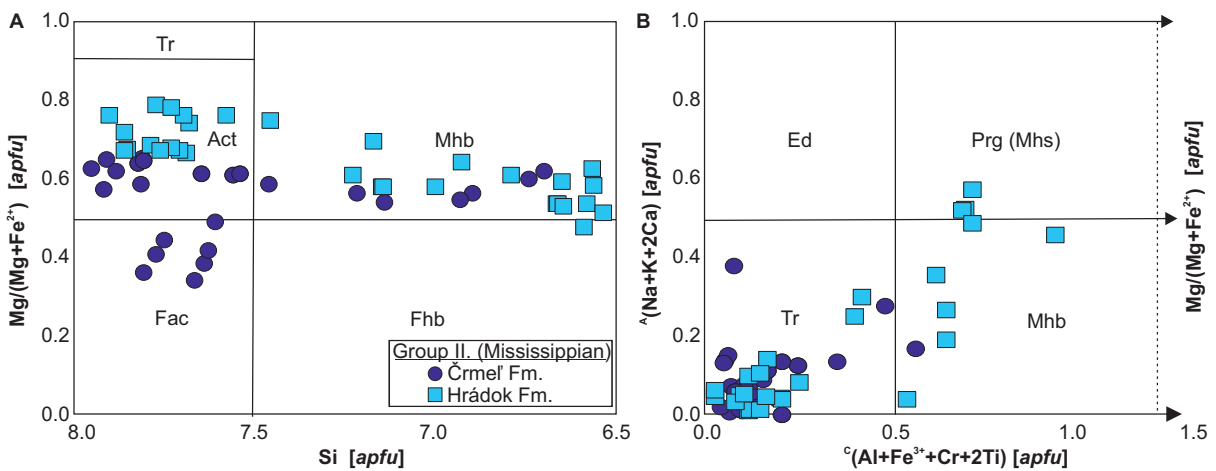 A
1.0
0.8
0.6
0.4
0.2
0.0
Mg/(Mg+Fe²⁺) [apfu]
Tr
Act
Mhb
Fac
Fhb
Group II. (Mississippian)
Črmeľ Fm.
Hrádok Fm.
8.0
7.5
7.0
6.5
Si [apfu]
B
1.0
0.8
0.6
0.4
0.2
0.0
ᴬ(Na+K+2Ca) [apfu]
Ed
Prg (Mhs)
Tr
Mhb
Mg/(Mg+Fe²⁺) [apfu]
0.0
0.5
1.0
1.5
ᶜ(Al+Fe³⁺+Cr+2Ti) [apfu]